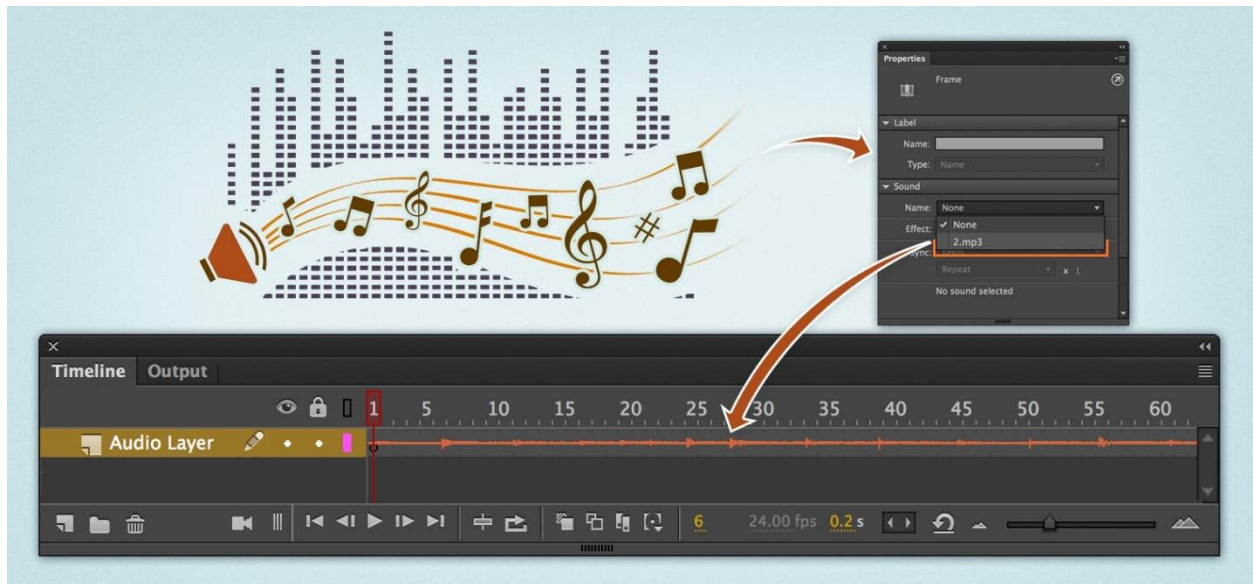 Properties
Frame
Label
Name:
Type: Name
Sound
Name: None
Effect: None
2.mp3
Sync:
Repeat x 1
No sound selected
Timeline Output
1 5 10 15 20 25 30 35 40 45 50 55 60
Audio Layer
6 24.00 fps 0.2 s